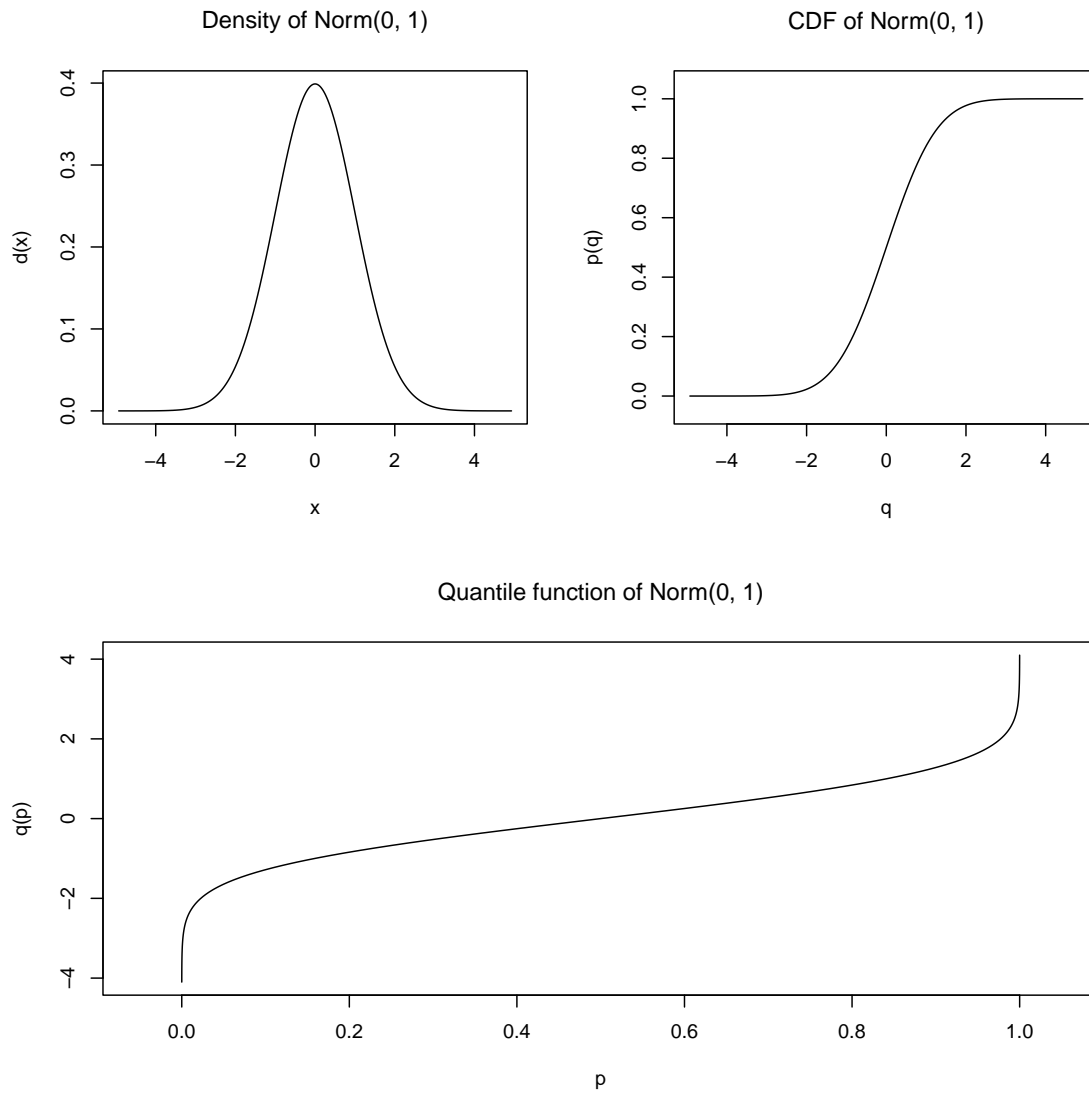 Density of Norm(0, 1)
d(x)
0.4
0.3
0.2
0.1
0.0
−4 −2 0 2 4
x
CDF of Norm(0, 1)
p(q)
1.0
0.8
0.6
0.4
0.2
0.0
−4 −2 0 2 4
q
Quantile function of Norm(0, 1)
q(p)
4
2
0
−2
−4
0.0 0.2 0.4 0.6 0.8 1.0
p